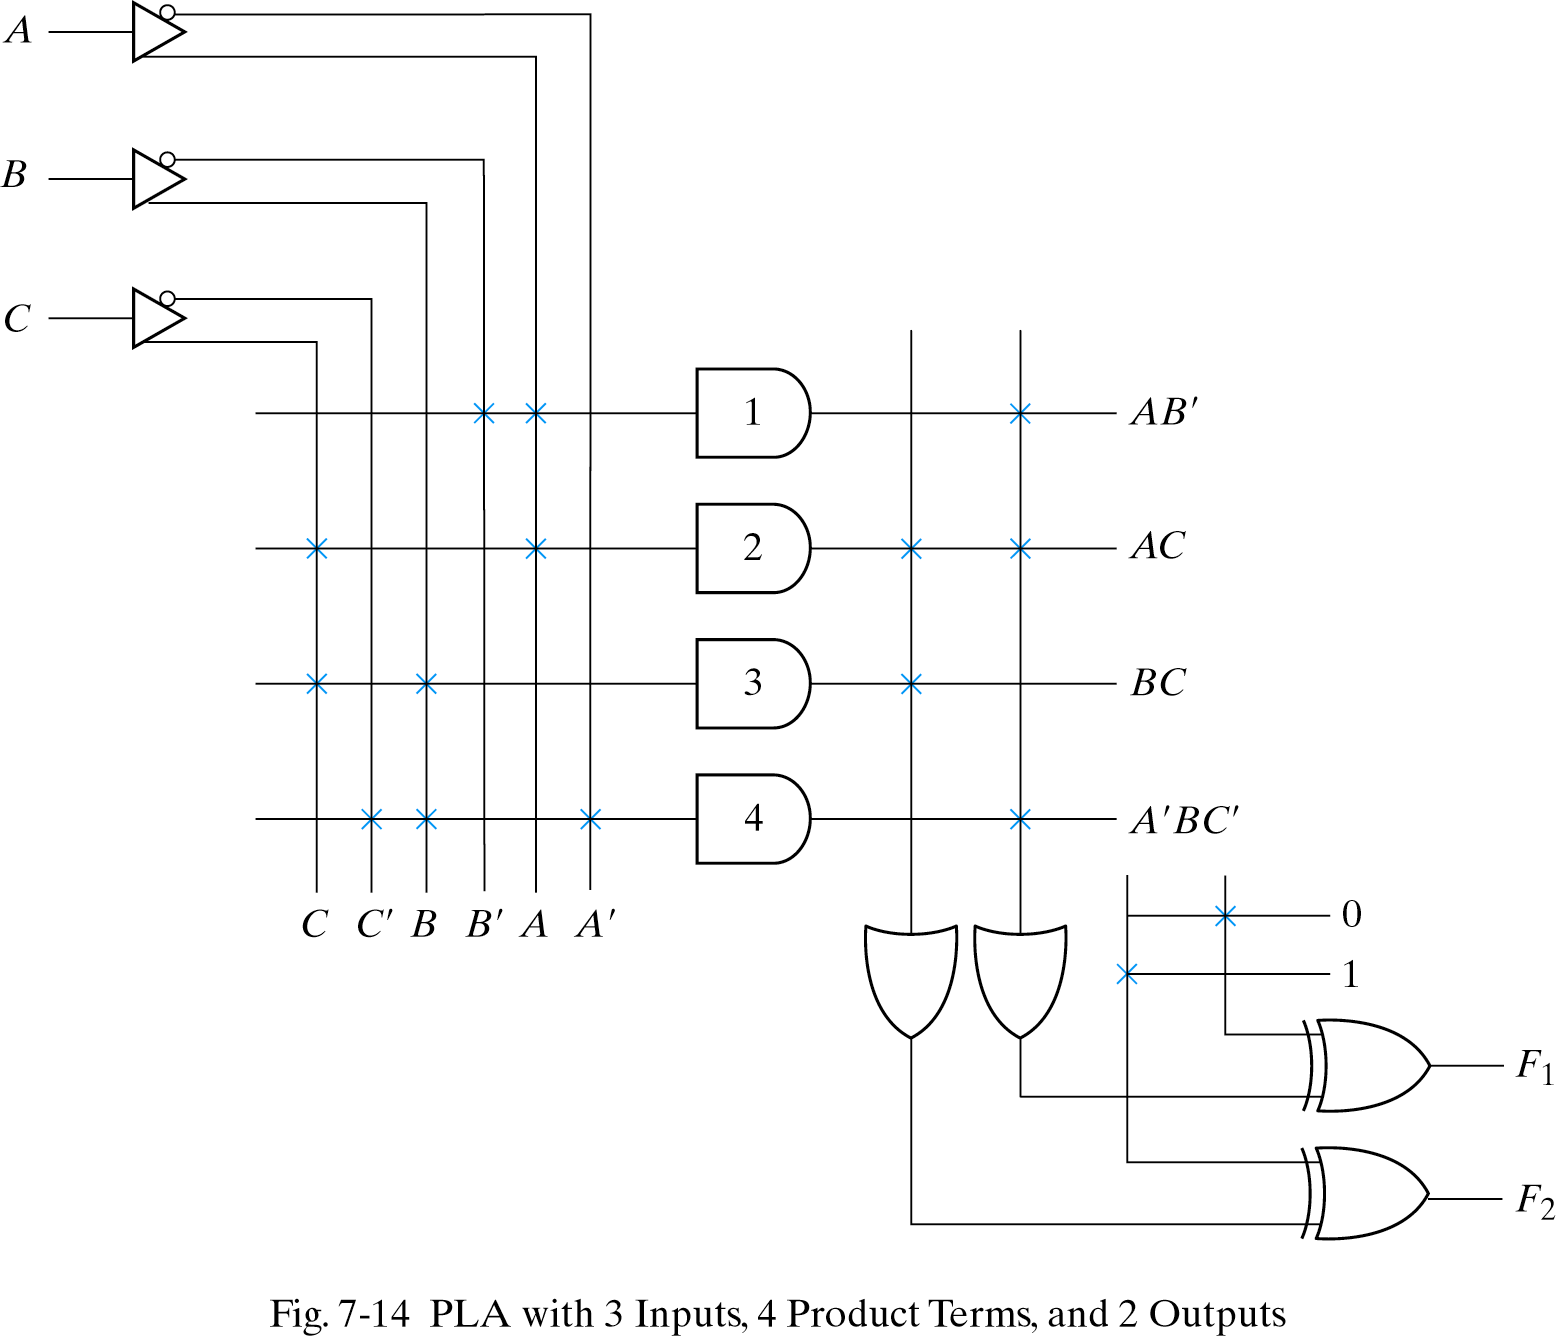 A
B
C
1
AB′
2
AC
3
BC
4
A′BC′
C C′ B B′ A A′
0
1
F1
F2
Fig. 7-14 PLA with 3 Inputs, 4 Product Terms, and 2 Outputs